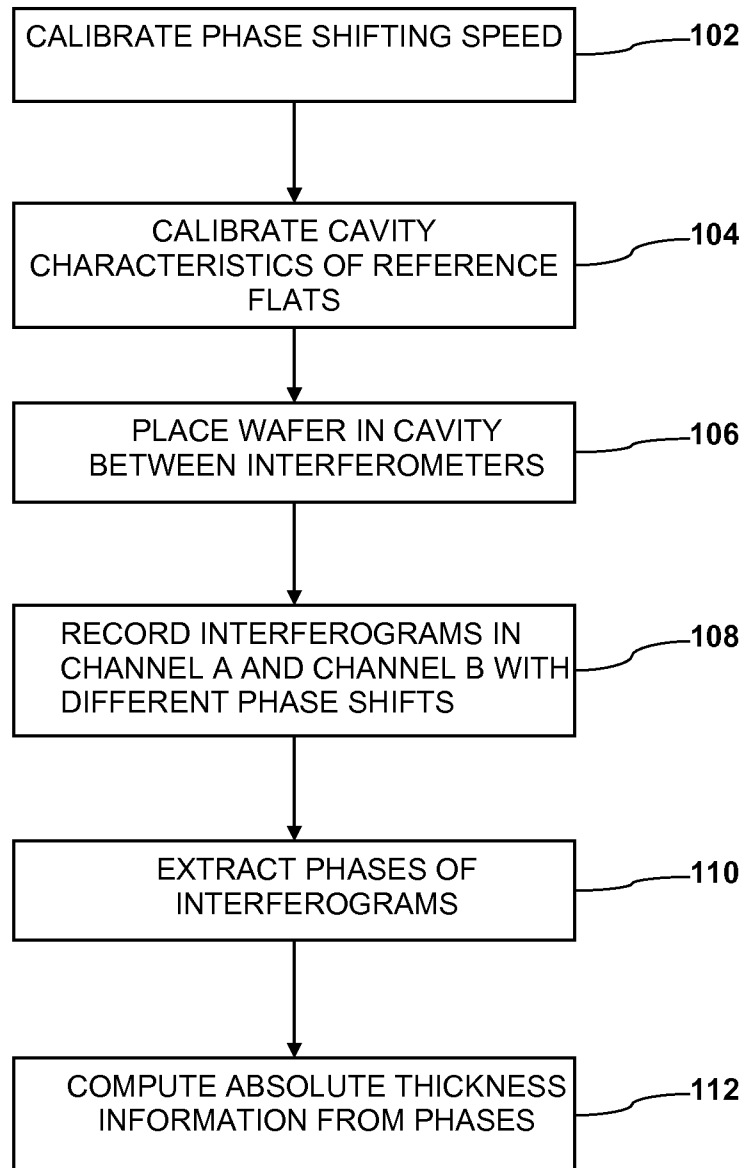 CALIBRATE PHASE SHIFTING SPEED
102
CALIBRATE CAVITY
CHARACTERISTICS OF REFERENCE
FLATS
104
PLACE WAFER IN CAVITY
BETWEEN INTERFEROMETERS
106
RECORD INTERFEROGRAMS IN
CHANNEL A AND CHANNEL B WITH
DIFFERENT PHASE SHIFTS
108
EXTRACT PHASES OF
INTERFEROGRAMS
110
COMPUTE ABSOLUTE THICKNESS
INFORMATION FROM PHASES
112